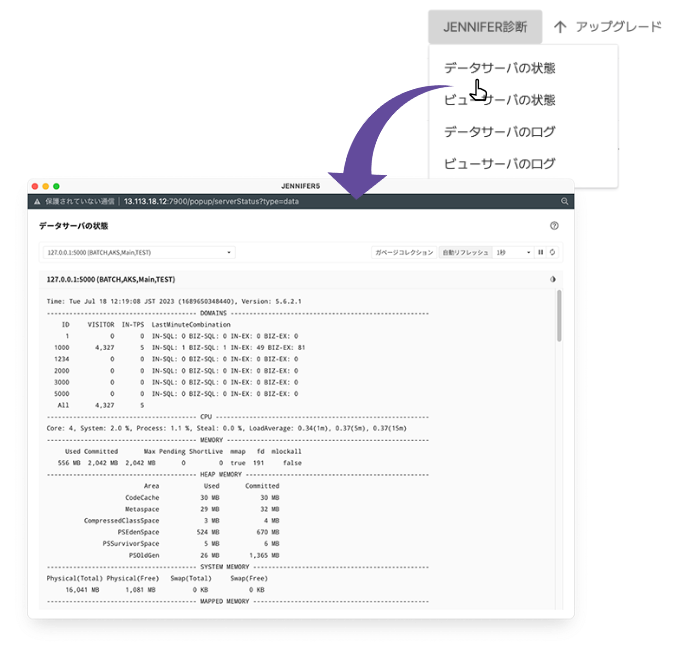 JENNIFER診断 アップグレード
データサーバの状態
ビューサーバの状態
データサーバのログ
ビューサーバのログ
JENNIFER5
保護されていない通信 | 13.113.18.12:7900/popup/serverStatus?type=data
データサーバの状態
127.0.0.1:5000 (BATCH,AKS,Main,TEST) ガベージコレクション 自動リフレッシュ 1秒
127.0.0.1:5000 (BATCH,AKS,Main,TEST)
Time: Tue Jul 18 12:19:08 JST 2023 (1689650348440), Version: 5.6.2.1
DOMAINS
ID VISITOR IN-TPS LastMinuteCombination
1 0 0 IN-SQL: 0 BIZ-SQL: 0 IN-EX: 0 BIZ-EX: 0
1000 4,327 5 IN-SQL: 1 BIZ-SQL: 1 IN-EX: 49 BIZ-EX: 81
1234 0 0 IN-SQL: 0 BIZ-SQL: 0 IN-EX: 0 BIZ-EX: 0
2000 0 0 IN-SQL: 0 BIZ-SQL: 0 IN-EX: 0 BIZ-EX: 0
3000 0 0 IN-SQL: 0 BIZ-SQL: 0 IN-EX: 0 BIZ-EX: 0
5000 0 0 IN-SQL: 0 BIZ-SQL: 0 IN-EX: 0 BIZ-EX: 0
All 4,327 5
CPU
Core: 4, System: 2.0 %, Process: 1.1 %, Steal: 0.0 %, LoadAverage: 0.34(1m), 0.37(5m), 0.37(15m)
MEMORY
Used Committed Max Pending ShortLive mmap fd mlockall
556 MB 2,042 MB 2,042 MB 0 0 true 191 false
HEAP MEMORY
Area Used Committed
CodeCache 30 MB 30 MB
Metaspace 29 MB 32 MB
CompressedClassSpace 3 MB 4 MB
PSEdenSpace 524 MB 670 MB
PSSurvivorSpace 5 MB 6 MB
PSOldGen 26 MB 1,365 MB
SYSTEM MEMORY
Physical(Total) Physical(Free) Swap(Total) Swap(Free)
16,041 MB 1,081 MB 0 KB 0 KB
MAPPED MEMORY